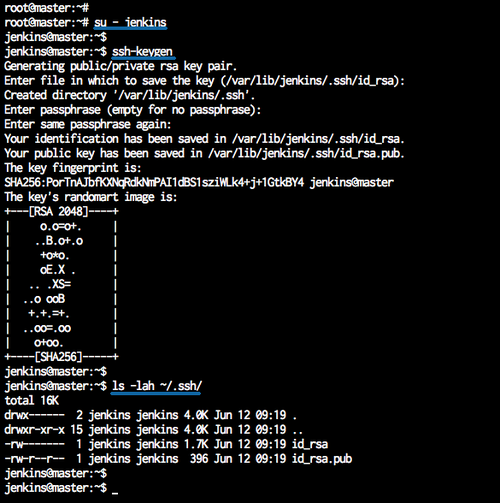 root@master:~#
root@master:~# su - jenkins
jenkins@master:~$
jenkins@master:~$ ssh-keygen
Generating public/private rsa key pair.
Enter file in which to save the key (/var/lib/jenkins/.ssh/id_rsa):
Created directory '/var/lib/jenkins/.ssh'.
Enter passphrase (empty for no passphrase):
Enter same passphrase again:
Your identification has been saved in /var/lib/jenkins/.ssh/id_rsa.
Your public key has been saved in /var/lib/jenkins/.ssh/id_rsa.pub.
The key fingerprint is:
SHA256:PorTnAJbfKXNqRdkNmPAI1dBS1sziWLk4+j+1GtkBY4 jenkins@master
The key's randomart image is:
+---[RSA 2048]----+
|     o.o=o+.     |
|    ..B.o+.o     |
|     +o*o.       |
|     oE.X .      |
|   .. .XS=       |
|  ..o ooB        |
|   +.+.=+.       |
|  ..oo=.oo       |
|    o+oo.        |
+----[SHA256]-----+
jenkins@master:~$
jenkins@master:~$ ls -lah ~/.ssh/
total 16K
drwx------  2 jenkins jenkins 4.0K Jun 12 09:19 .
drwxr-xr-x 15 jenkins jenkins 4.0K Jun 12 09:19 ..
-rw-------  1 jenkins jenkins 1.7K Jun 12 09:19 id_rsa
-rw-r--r--  1 jenkins jenkins  396 Jun 12 09:19 id_rsa.pub
jenkins@master:~$
jenkins@master:~$ _